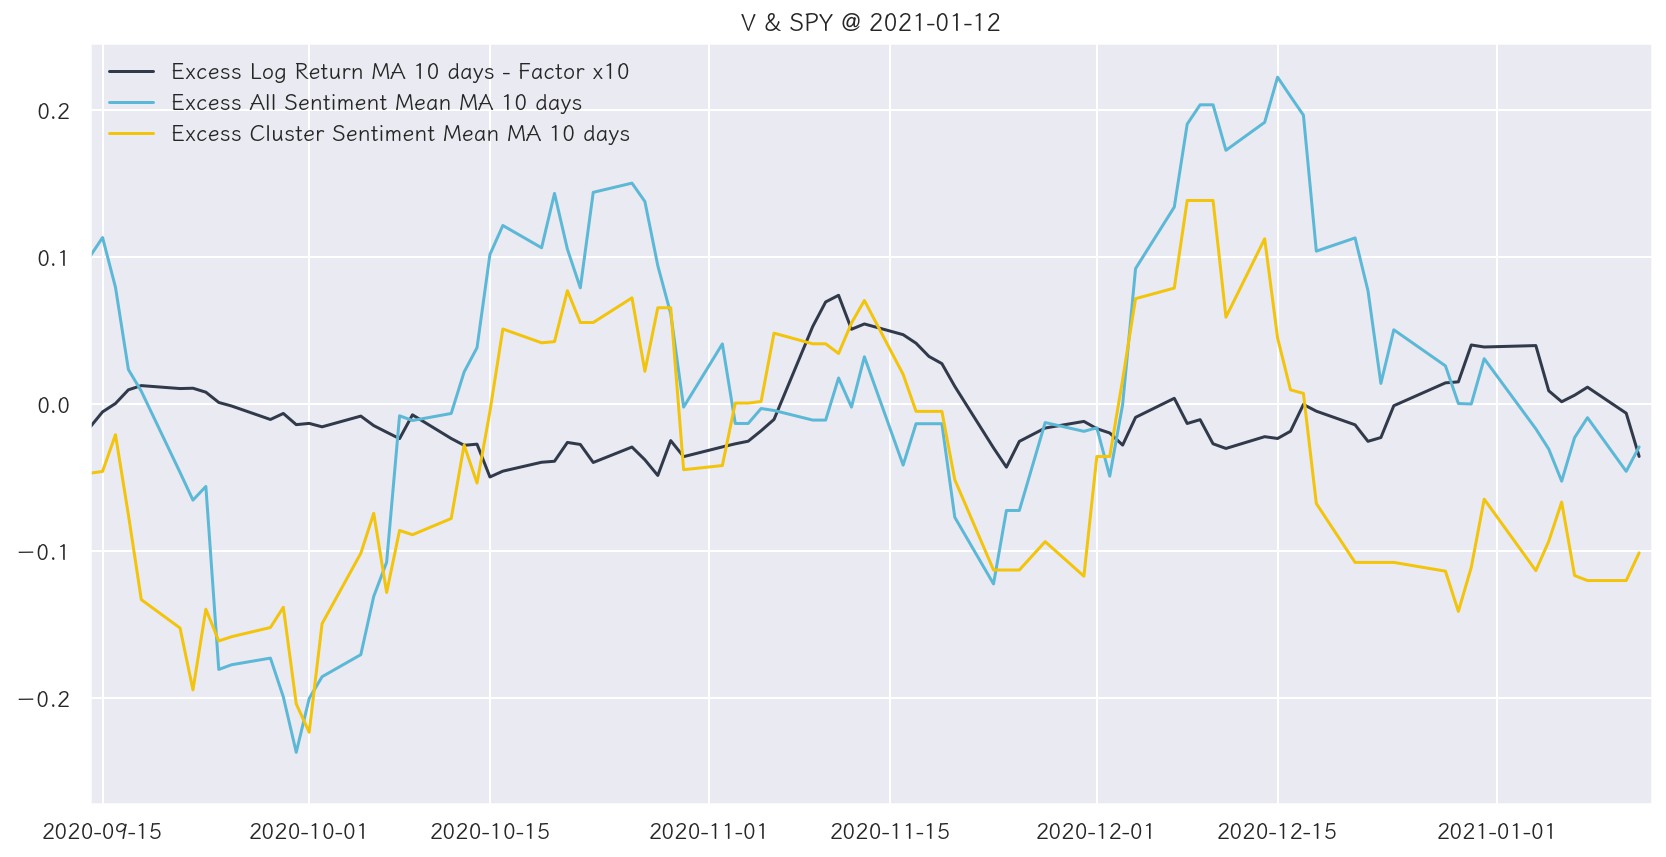 V & SPY @ 2021-01-12
Excess Log Return MA 10 days - Factor x10
Excess All Sentiment Mean MA 10 days
Excess Cluster Sentiment Mean MA 10 days
0.2
0.1
0.0
−0.1
−0.2
2020-09-15 2020-10-01 2020-10-15 2020-11-01 2020-11-15 2020-12-01 2020-12-15 2021-01-01